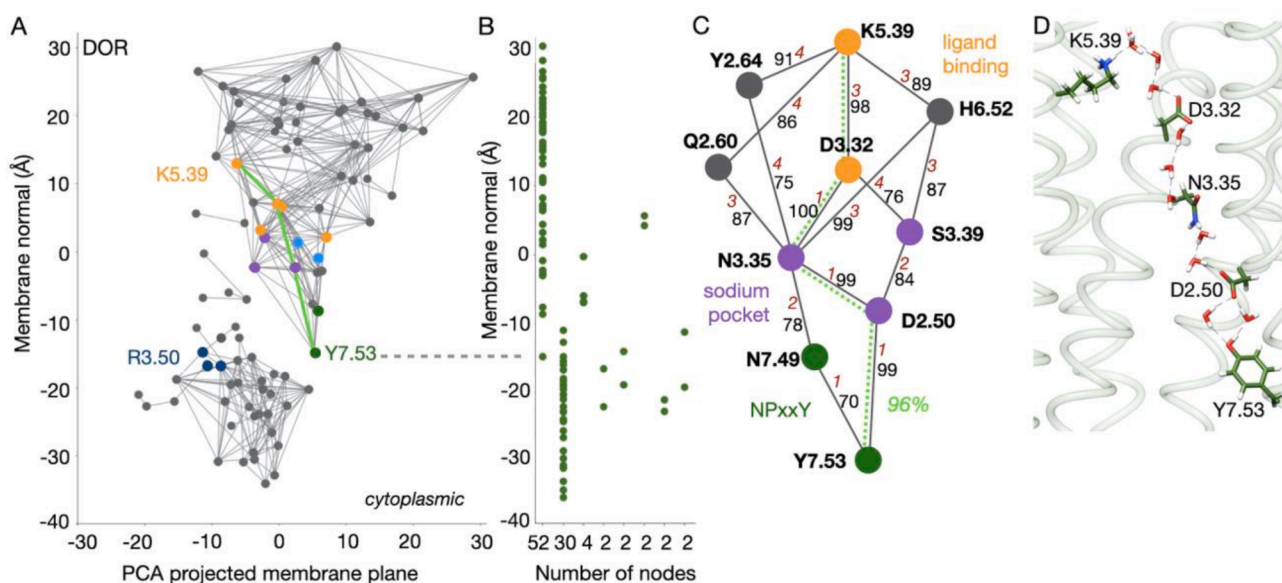 A
DOR
Membrane normal (Å)
30
20
10
0
-10
-20
-30
-40
K5.39
R3.50
Y7.53
cytoplasmic
-30 -20 -10 0 10 20 30
PCA projected membrane plane
B
Membrane normal (Å)
30
20
10
0
-10
-20
-30
-40
52 30 4 2 2 2 2 2
Number of nodes
C
K5.39
ligand
binding
Y2.64
91 4
3 89
4
86
3
98
H6.52
Q2.60
D3.32
4
75
3
87
1
100
3
99
4
76
3
87
S3.39
N3.35
sodium
pocket
1 99
2
84
2
78
D2.50
N7.49
1
99
NPxxY
1
70
96%
Y7.53
D
K5.39
D3.32
N3.35
D2.50
Y7.53